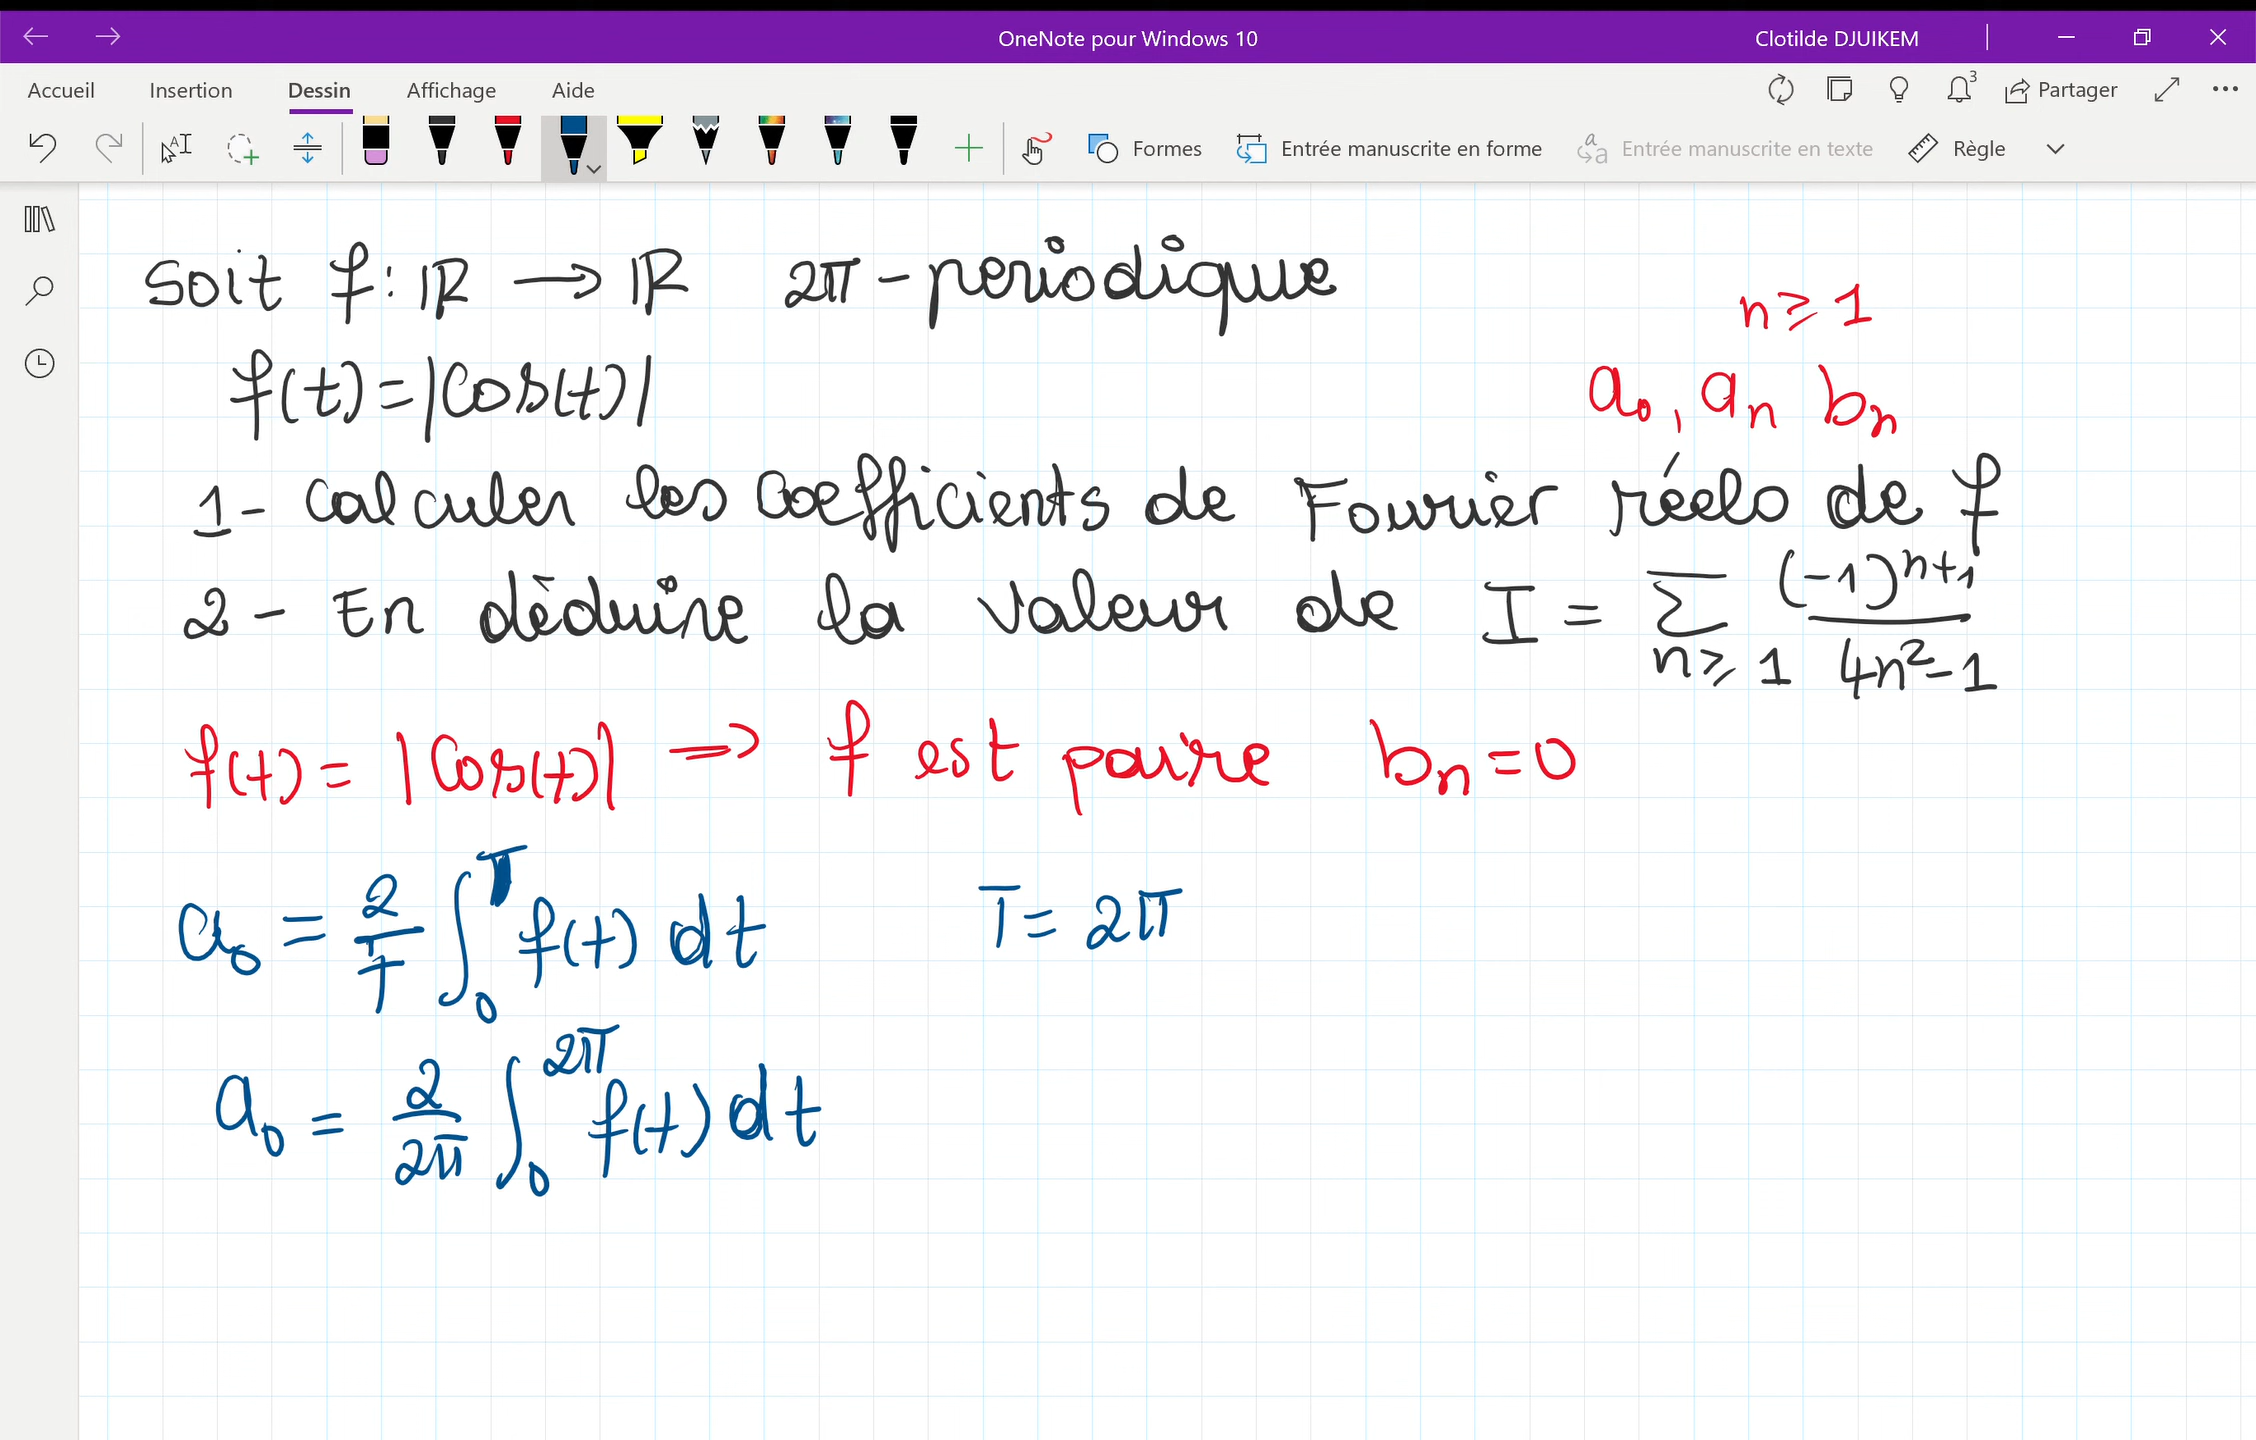 OneNote pour Windows 10
Clotilde DJUIKEM
Accueil Insertion Dessin Affichage Aide
3 Partager
Formes Entrée manuscrite en forme Entrée manuscrite en texte Règle
Soit f: ℝ → ℝ 2π-periodique
n ≥ 1
f(t) = |Cos(t)|
a₀, aₙ bₙ
1- Calculer les Coefficients de Fourier réels de f
2- En déduire la valeur de I = Σ_{n≥1} (-1)^{n+1} / (4n²-1)
f(t) = |Cos(t)| ⇒ f est paire bₙ = 0
a₀ = 2/T ∫₀^T f(t) dt T = 2π
a₀ = 2/2π ∫₀^{2π} f(t) dt